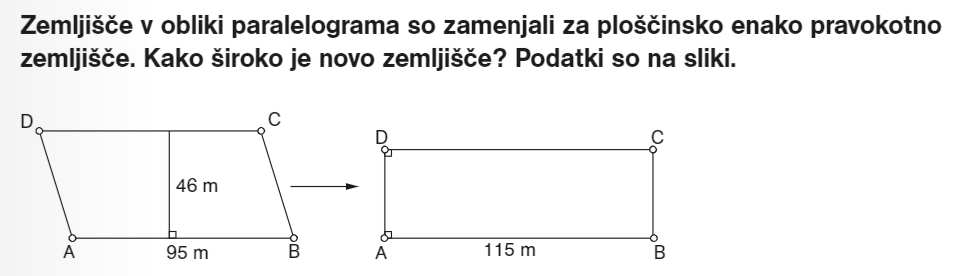 Zemljišče v obliki paralelograma so zamenjali za ploščinsko enako pravokotno
zemljišče. Kako široko je novo zemljišče? Podatki so na sliki.
D
C
46 m
A
95 m
B
D
C
A
115 m
B